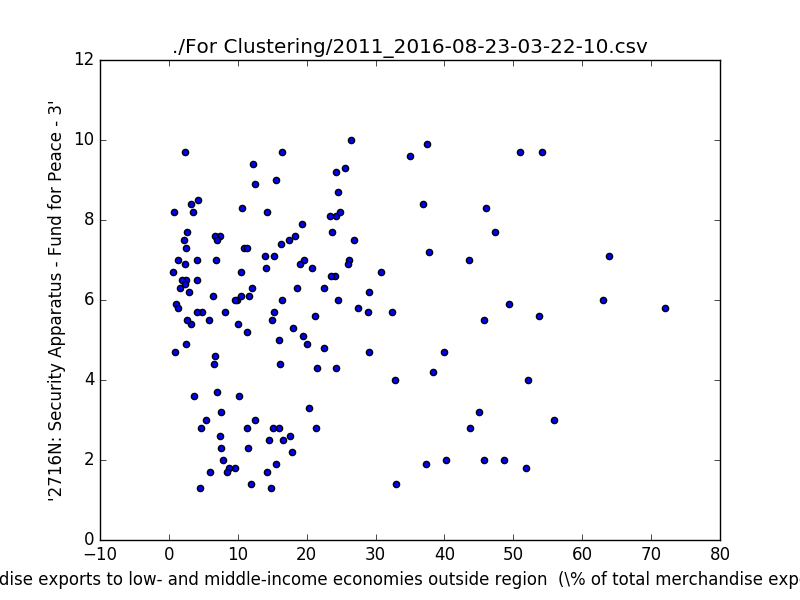 ./For Clustering/2011_2016-08-23-03-22-10.csv
'2716N: Security Apparatus - Fund for Peace - 3'
12
10
8
6
4
2
0
−10 0 10 20 30 40 50 60 70 80
exports to low- and middle-income economies outside region (\% of total merchandise